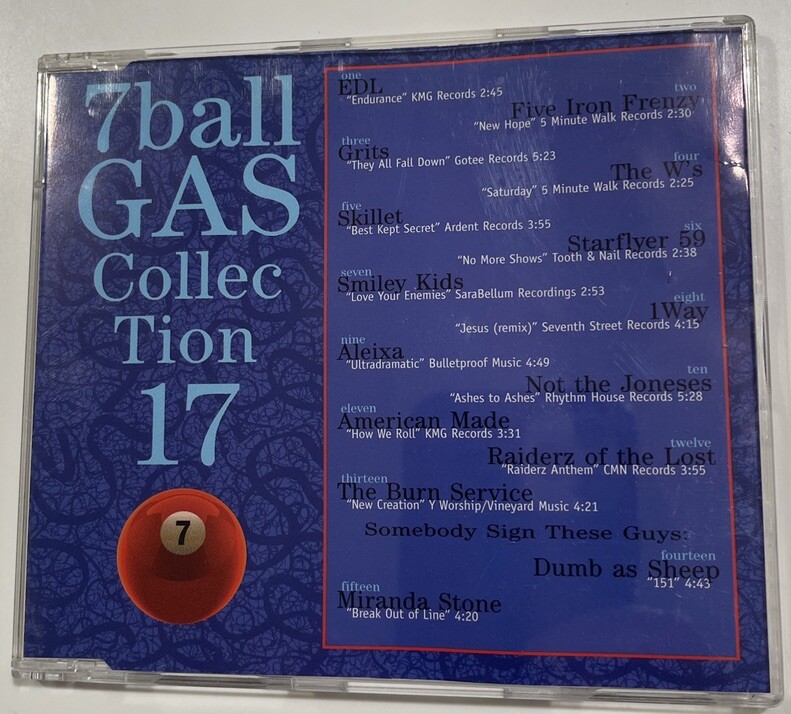 7ball
GAS
Collec
Tion
17
7
one
EDL
"Endurance" KMG Records 2:45
two
Five Iron Frenzy
"New Hope" 5 Minute Walk Records 2:30
three
Grits
"They All Fall Down" Gotee Records 5:23
four
The W's
"Saturday" 5 Minute Walk Records 2:25
five
Skillet
"Best Kept Secret" Ardent Records 3:55
six
Starflyer 59
"No More Shows" Tooth & Nail Records 2:38
seven
Smiley Kids
"Love Your Enemies" SaraBellum Recordings 2:53
eight
1Way
"Jesus (remix)" Seventh Street Records 4:15
nine
Aleixa
"Ultradramatic" Bulletproof Music 4:49
ten
Not the Joneses
"Ashes to Ashes" Rhythm House Records 5:28
eleven
American Made
"How We Roll" KMG Records 3:31
twelve
Raiderz of the Lost
"Raiderz Anthem" CMN Records 3:55
thirteen
The Burn Service
"New Creation" Y Worship/Vineyard Music 4:21
Somebody Sign These Guys:
fourteen
Dumb as Sheep
"151" 4:43
fifteen
Miranda Stone
"Break Out of Line" 4:20